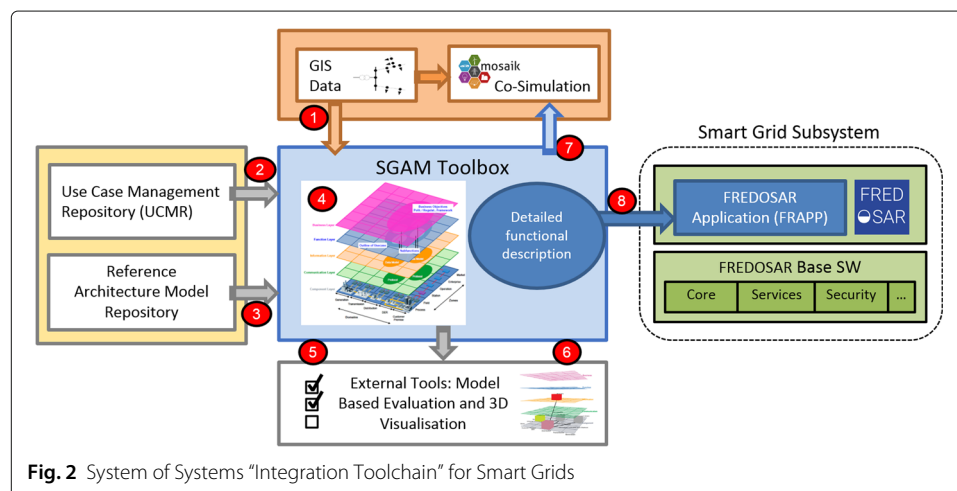 GIS
Data
mosaik
Co-Simulation
1
7
Smart Grid Subsystem
SGAM Toolbox
2
Use Case Management
Repository (UCMR)
4
8
Detailed
functional
description
FREDOSAR
Application (FRAPP)
FRED
SAR
Reference
Architecture Model
Repository
3
FREDOSAR Base SW
Core
Services
Security
...
5
6
External Tools: Model
Based Evaluation and 3D
Visualisation
Fig. 2 System of Systems “Integration Toolchain” for Smart Grids